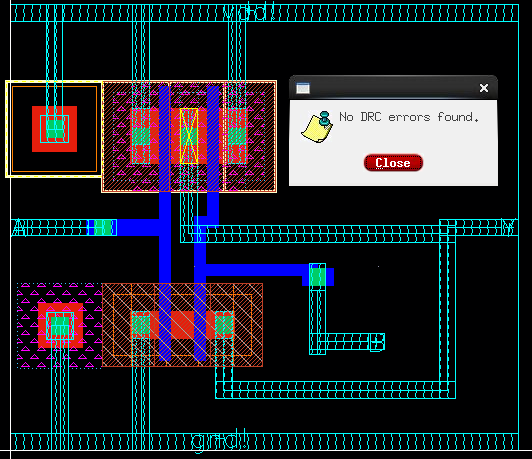 vdd!
No DRC errors found.
Close
A
Y
B
gnd!